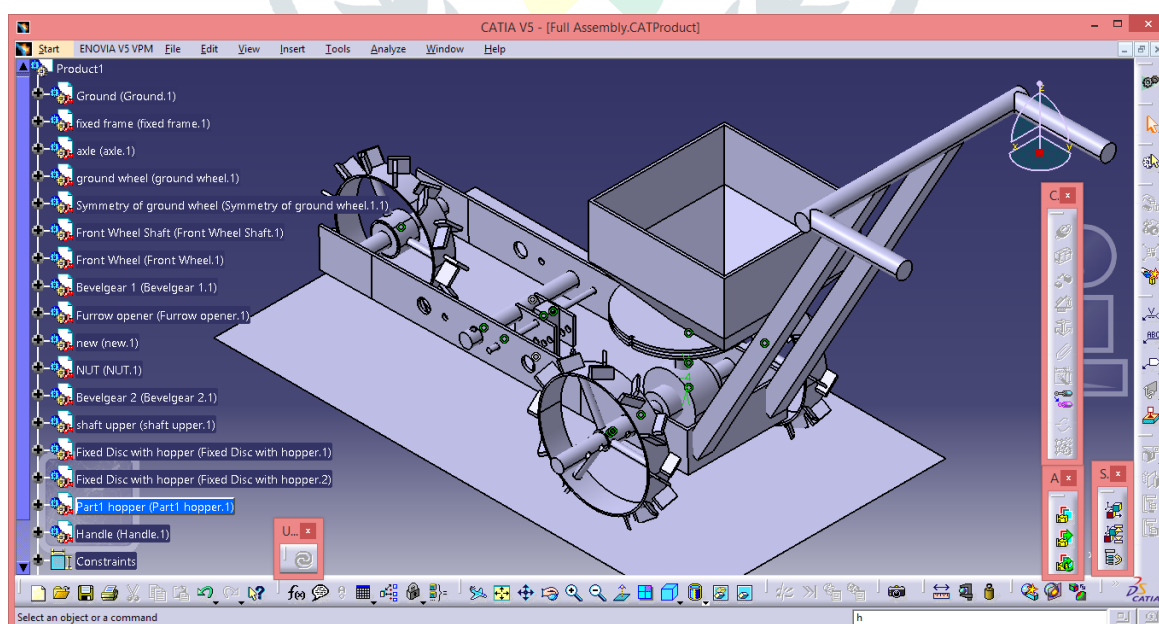 CATIA V5 - [Full Assembly.CATProduct]
Start ENOVIA V5 VPM File Edit View Insert Tools Analyze Window Help
Product1
Ground (Ground.1)
fixed frame (fixed frame.1)
axle (axle.1)
ground wheel (ground wheel.1)
Symmetry of ground wheel (Symmetry of ground wheel.1.1)
Front Wheel Shaft (Front Wheel Shaft.1)
Front Wheel (Front Wheel.1)
Bevelgear 1 (Bevelgear 1.1)
Furrow opener (Furrow opener.1)
new (new.1)
NUT (NUT.1)
Bevelgear 2 (Bevelgear 2.1)
shaft upper (shaft upper.1)
Fixed Disc with hopper (Fixed Disc with hopper.1)
Fixed Disc with hopper (Fixed Disc with hopper.2)
Part1 hopper (Part1 hopper.1)
Handle (Handle.1)
Constraints
z
x
y
C...
A...
S...
U...
ABC
f(x)
CATIA
Select an object or a command
h